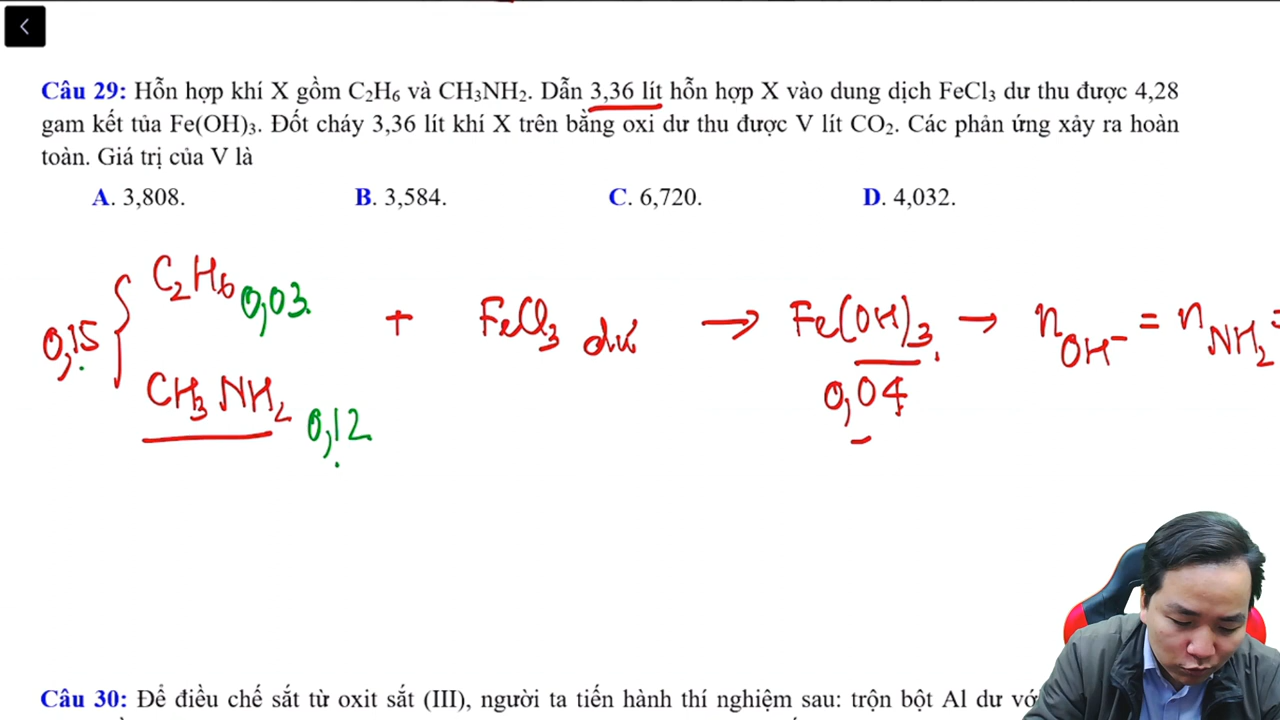 Câu 29: Hỗn hợp khí X gồm C₂H₆ và CH₃NH₂. Dẫn 3,36 lít hỗn hợp X vào dung dịch FeCl₃ dư thu được 4,28
gam kết tủa Fe(OH)₃. Đốt cháy 3,36 lít khí X trên bằng oxi dư thu được V lít CO₂. Các phản ứng xảy ra hoàn
toàn. Giá trị của V là
A. 3,808. B. 3,584. C. 6,720. D. 4,032.
0,15 { C₂H₆ 0,03
CH₃NH₂ 0,12
+ FeCl₃ dư → Fe(OH)₃ → n OH⁻ = n NH₂ =
0,04
Câu 30: Để điều chế sắt từ oxit sắt (III), người ta tiến hành thí nghiệm sau: trộn bột Al dư